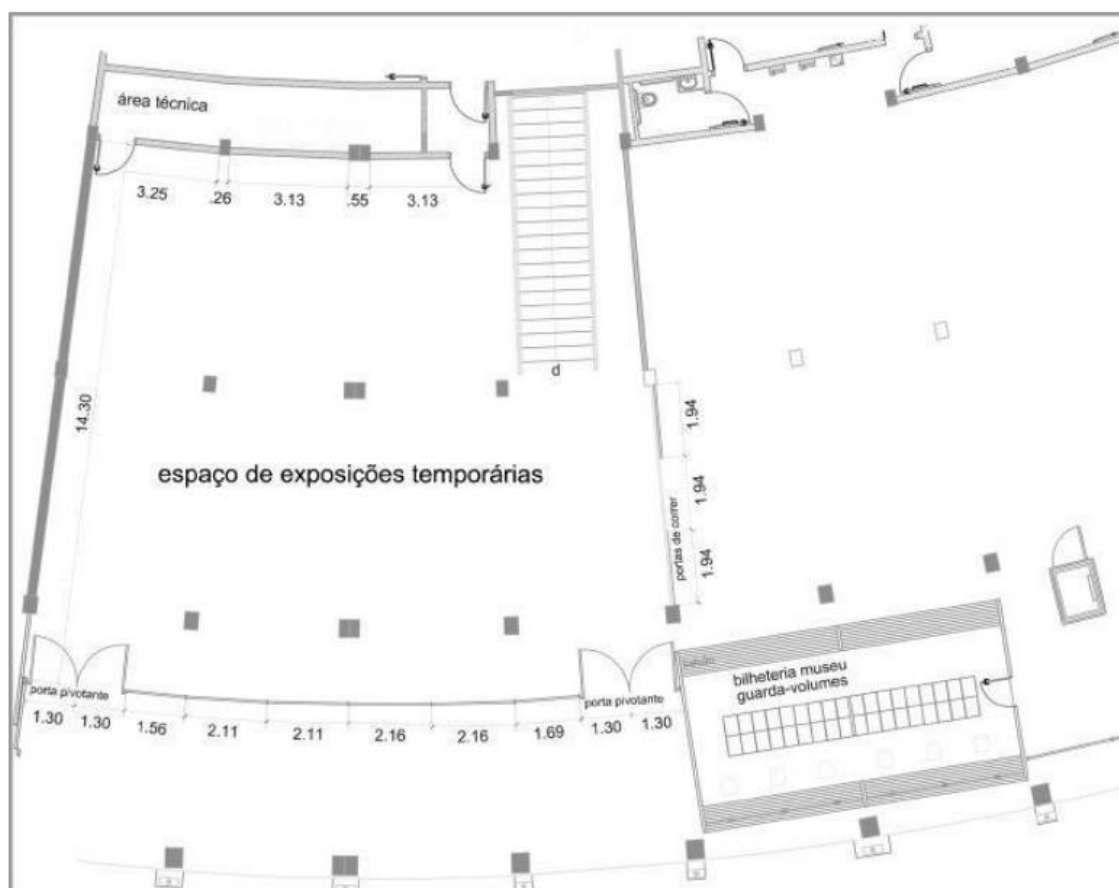 área técnica
3.25
.26
3.13
.55
3.13
d
14.30
1.94
espaço de exposições temporárias
1.94
portas de correr
1.94
porta pivotante
porta pivotante
bilheteria museu
guarda-volumes
1.30
1.30
1.56
2.11
2.11
2.16
2.16
1.69
1.30
1.30